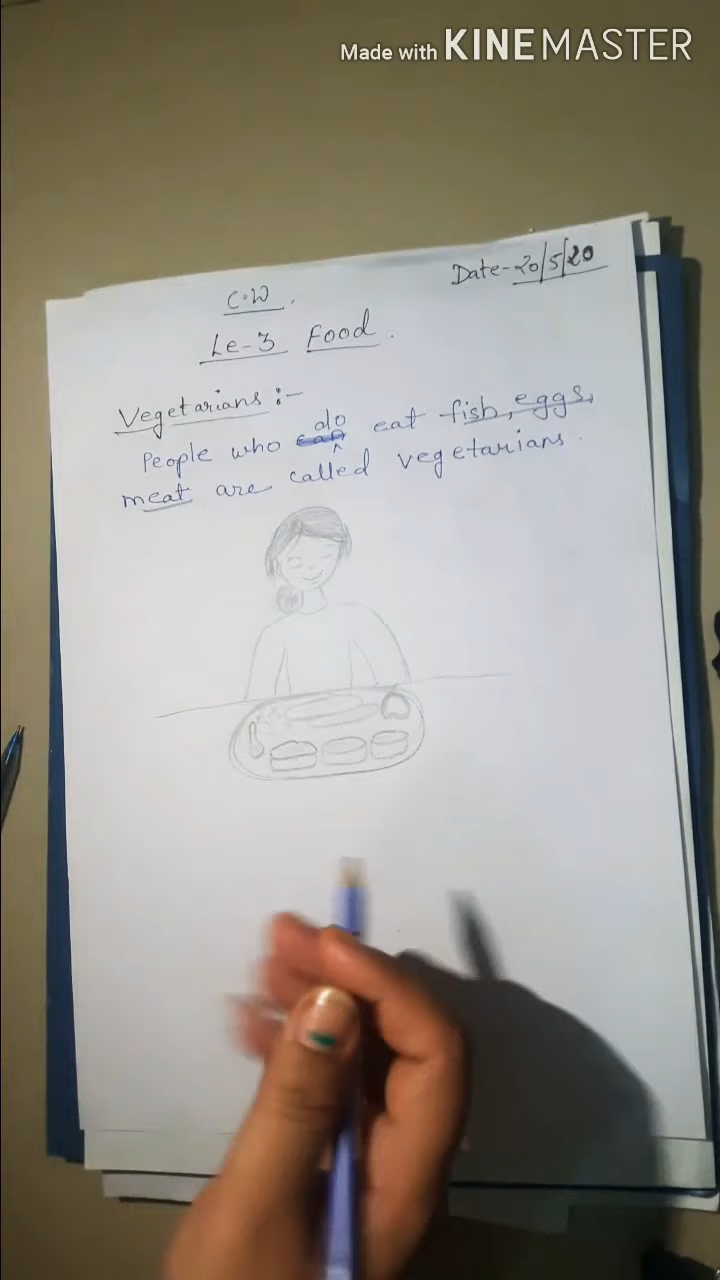 Made with KINEMASTER
Date-20/5/20
C.W.
Le-3 Food.
Vegetarians:-
do
People who can eat fish, eggs,
meat are called vegetarians.